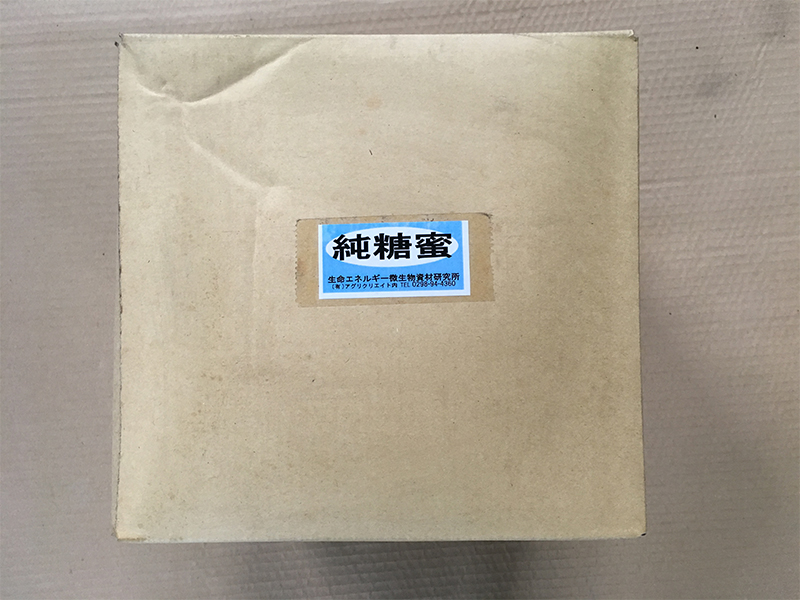 純糖蜜
生命エネルギー微生物資材研究所
(有)アグリクリエイト内 TEL 0298-94-4360